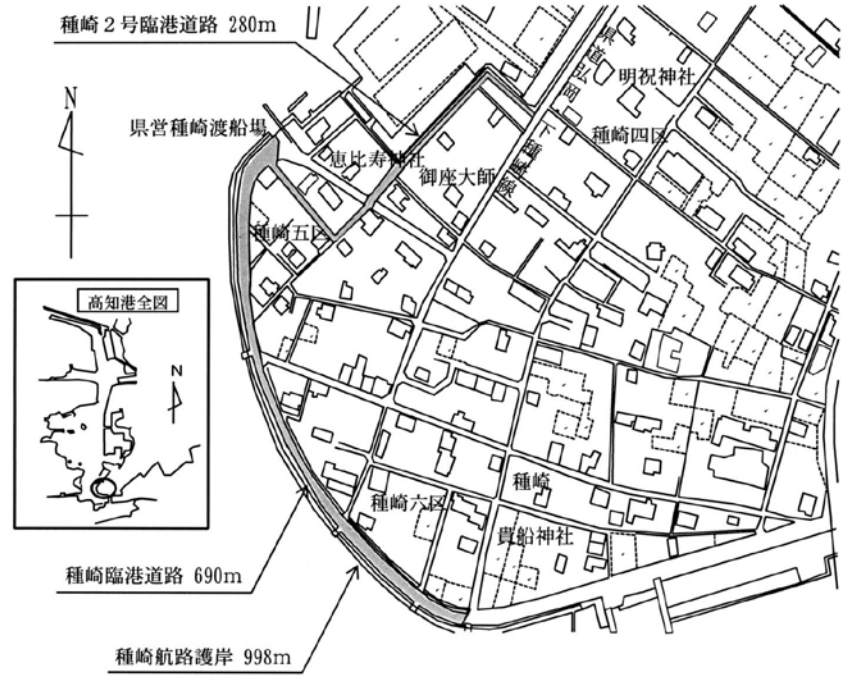 種崎2号臨港道路 280m
N
県営種崎渡船場
恵比寿神社
御座大師
県道弘岡下種崎線
明祝神社
種崎四区
種崎五区
高知港全図
N
種崎
種崎六区
貴船神社
種崎臨港道路 690m
種崎航路護岸 998m